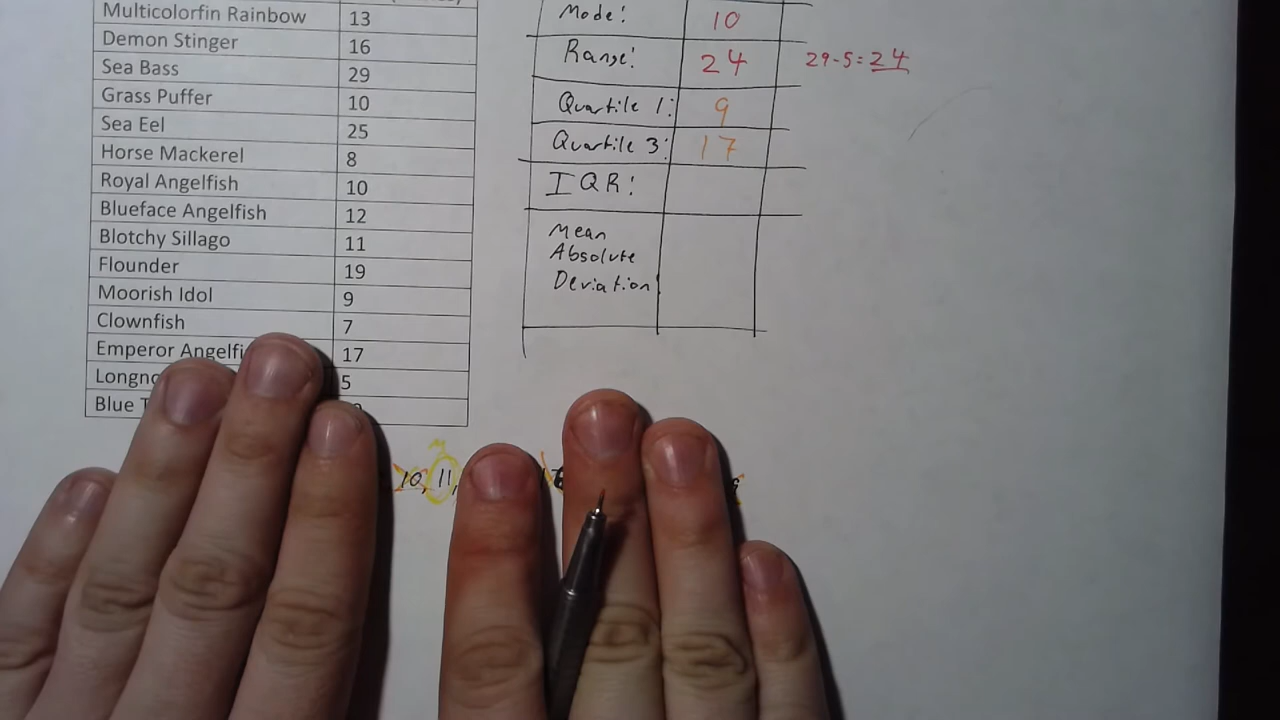 Multicolorfin Rainbow 13
Demon Stinger 16
Sea Bass 29
Grass Puffer 10
Sea Eel 25
Horse Mackerel 8
Royal Angelfish 10
Blueface Angelfish 12
Blotchy Sillago 11
Flounder 19
Moorish Idol 9
Clownfish 7
Emperor 17
5
Blue
Mode: 10
Range: 24 29-5=24
Quartile 1: 9
Quartile 3: 17
IQR:
Mean
Absolute
Deviation:
M
10, 11,